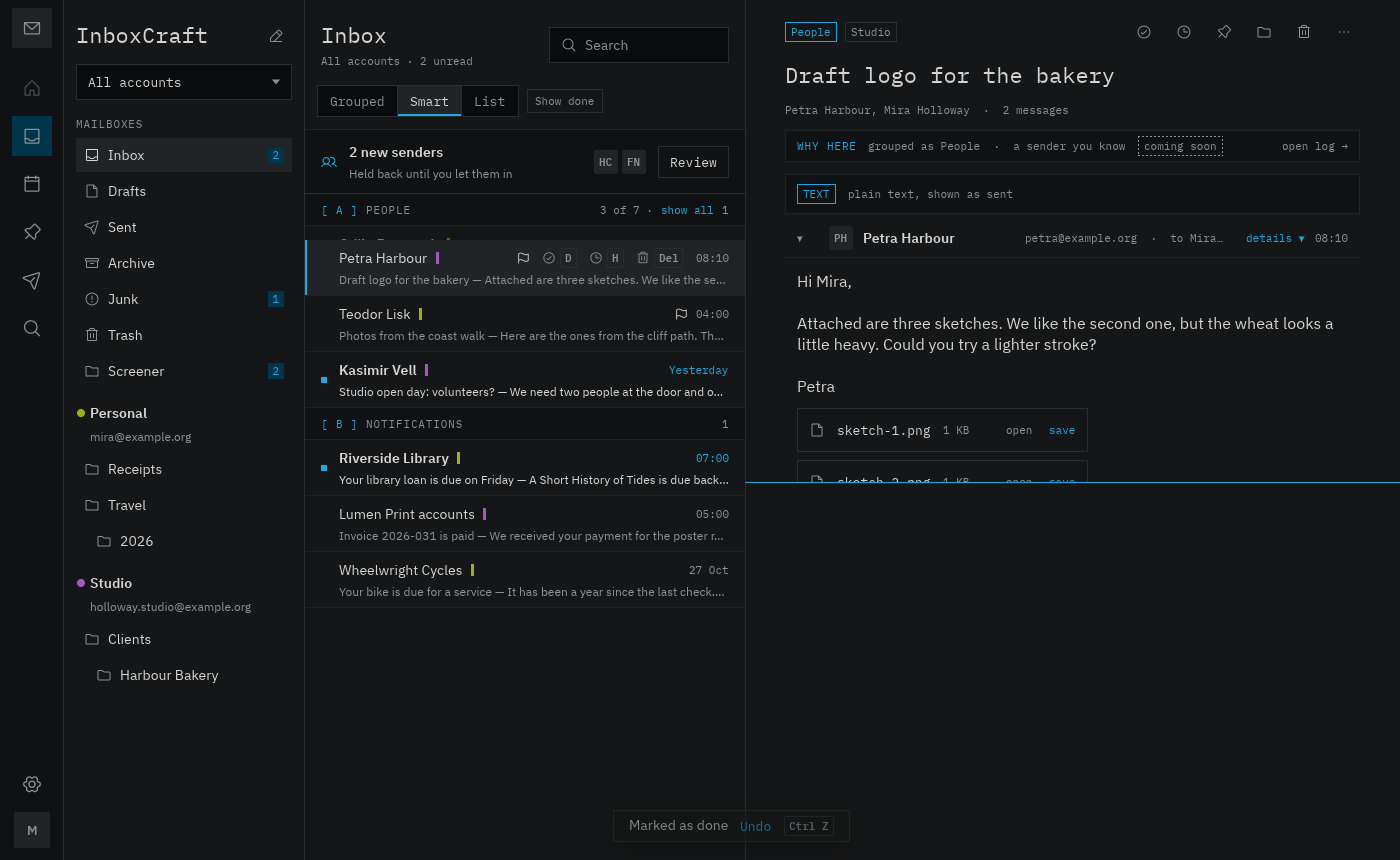 InboxCraft
All accounts
MAILBOXES
Inbox 2
Drafts
Sent
Archive
Junk 1
Trash
Screener 2
Personal
mira@example.org
Receipts
Travel
2026
Studio
holloway.studio@example.org
Clients
Harbour Bakery
M
Inbox
All accounts · 2 unread
Search
Grouped Smart List Show done
2 new senders
Held back until you let them in
HC FN Review
[ A ] PEOPLE 3 of 7 · show all 1
Petra Harbour D H Del 08:10
Draft logo for the bakery — Attached are three sketches. We like the se…
Teodor Lisk 04:00
Photos from the coast walk — Here are the ones from the cliff path. Th…
Kasimir Vell Yesterday
Studio open day: volunteers? — We need two people at the door and o…
[ B ] NOTIFICATIONS 1
Riverside Library 07:00
Your library loan is due on Friday — A Short History of Tides is due back…
Lumen Print accounts 05:00
Invoice 2026-031 is paid — We received your payment for the poster r…
Wheelwright Cycles 27 Oct
Your bike is due for a service — It has been a year since the last check.…
People Studio
Draft logo for the bakery
Petra Harbour, Mira Holloway · 2 messages
WHY HERE grouped as People · a sender you know coming soon open log →
TEXT plain text, shown as sent
▾ PH Petra Harbour petra@example.org · to Mira… details ▾ 08:10
Hi Mira,
Attached are three sketches. We like the second one, but the wheat looks a
little heavy. Could you try a lighter stroke?
Petra
sketch-1.png 1 KB open save
sketch-2.png 1 KB open save
Marked as done Undo Ctrl Z